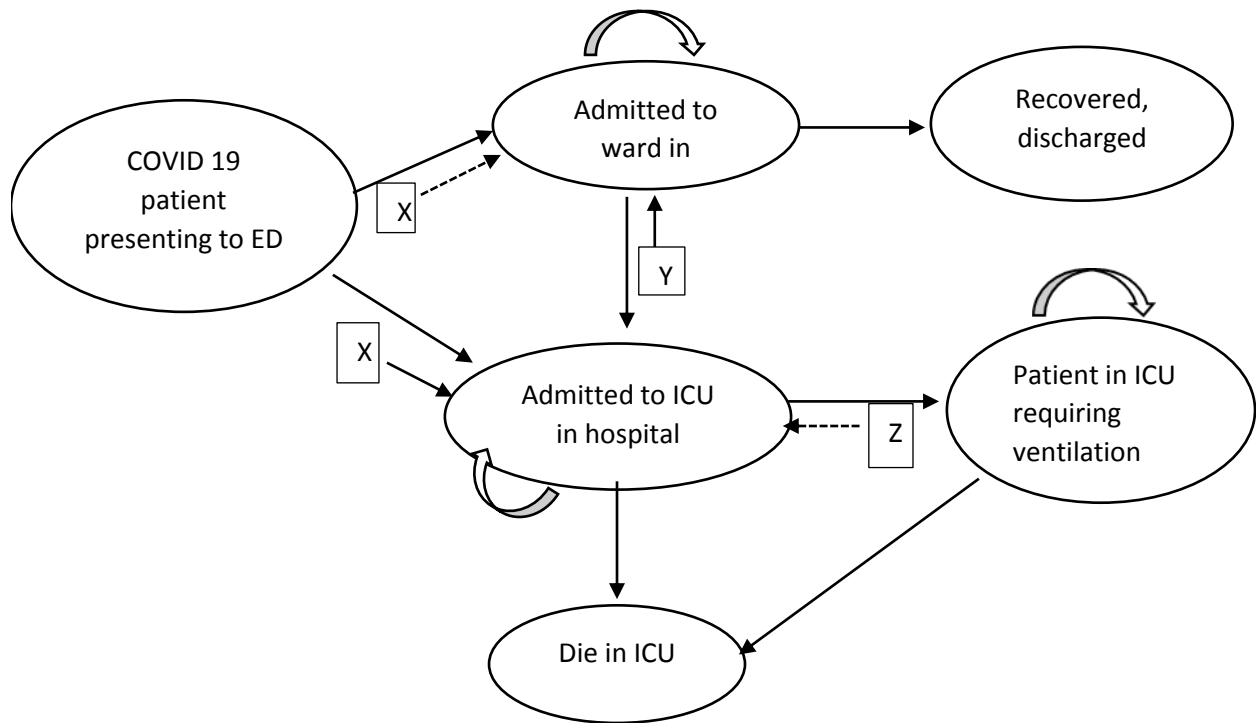 COVID 19
patient
presenting to ED
Admitted to
ward in
Recovered,
discharged
X
Y
X
Admitted to ICU
in hospital
Z
Patient in ICU
requiring
ventilation
Die in ICU